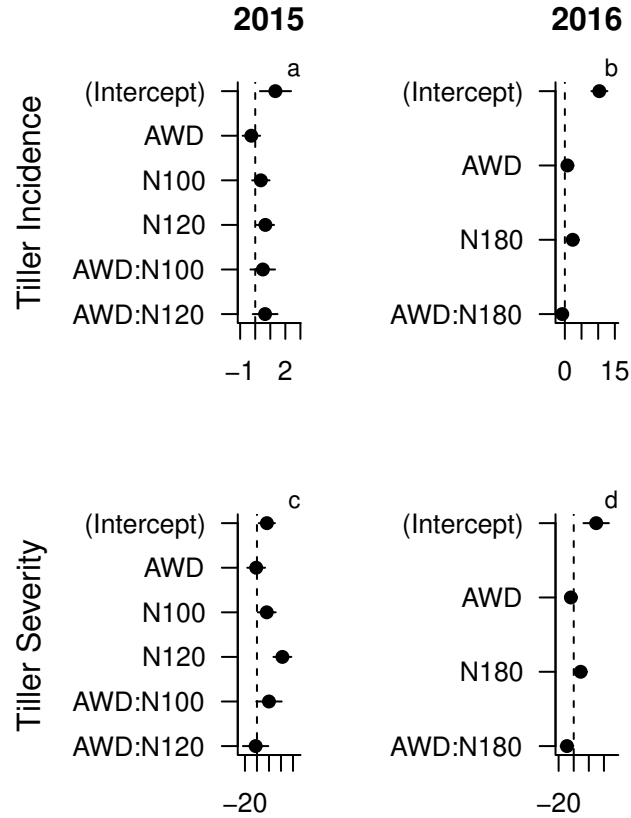 2015
2016
Tiller Incidence
a
(Intercept)
AWD
N100
N120
AWD:N100
AWD:N120
−1 2
b
(Intercept)
AWD
N180
AWD:N180
0 15
Tiller Severity
c
(Intercept)
AWD
N100
N120
AWD:N100
AWD:N120
−20
d
(Intercept)
AWD
N180
AWD:N180
−20